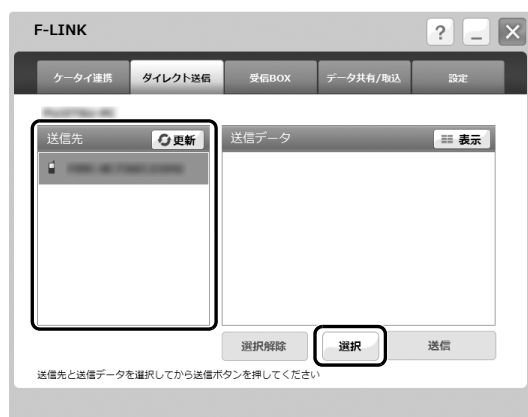 F-LINK
? _ X
ケータイ連携 ダイレクト送信 受信BOX データ共有/取込 設定
送信先 更新 送信データ 表示
選択解除 選択 送信
送信先と送信データを選択してから送信ボタンを押してください